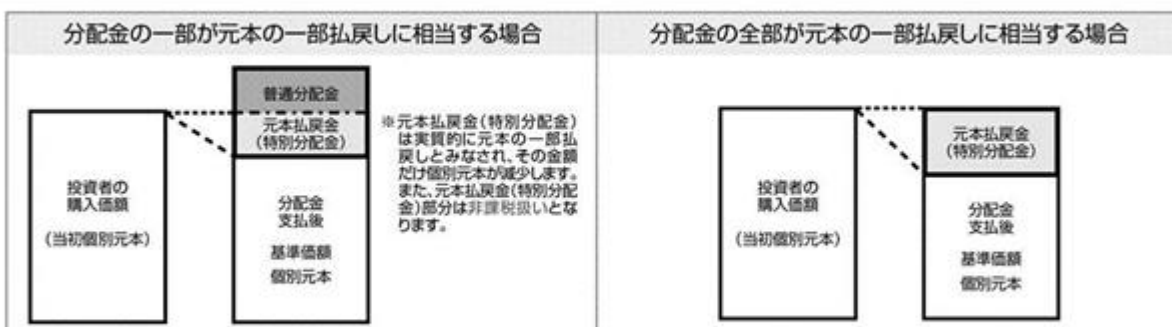 分配金の一部が元本の一部払戻しに相当する場合
普通分配金
元本払戻金
(特別分配金)
投資者の
購入価額
(当初個別元本)
分配金
支払後
基準価額
個別元本
※元本払戻金(特別分配金)
は実質的に元本の一部払
戻しとみなされ、その金額
だけ個別元本が減少します。
また、元本払戻金(特別分配
金)部分は非課税扱いとな
ります。
分配金の全部が元本の一部払戻しに相当する場合
元本払戻金
(特別分配金)
投資者の
購入価額
(当初個別元本)
分配金
支払後
基準価額
個別元本